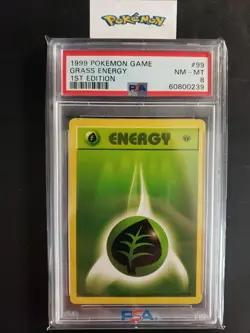 Pokémon
1999 POKEMON GAME #99
GRASS ENERGY NM - MT
1ST EDITION PSA 8
60800239
ENERGY
PSA